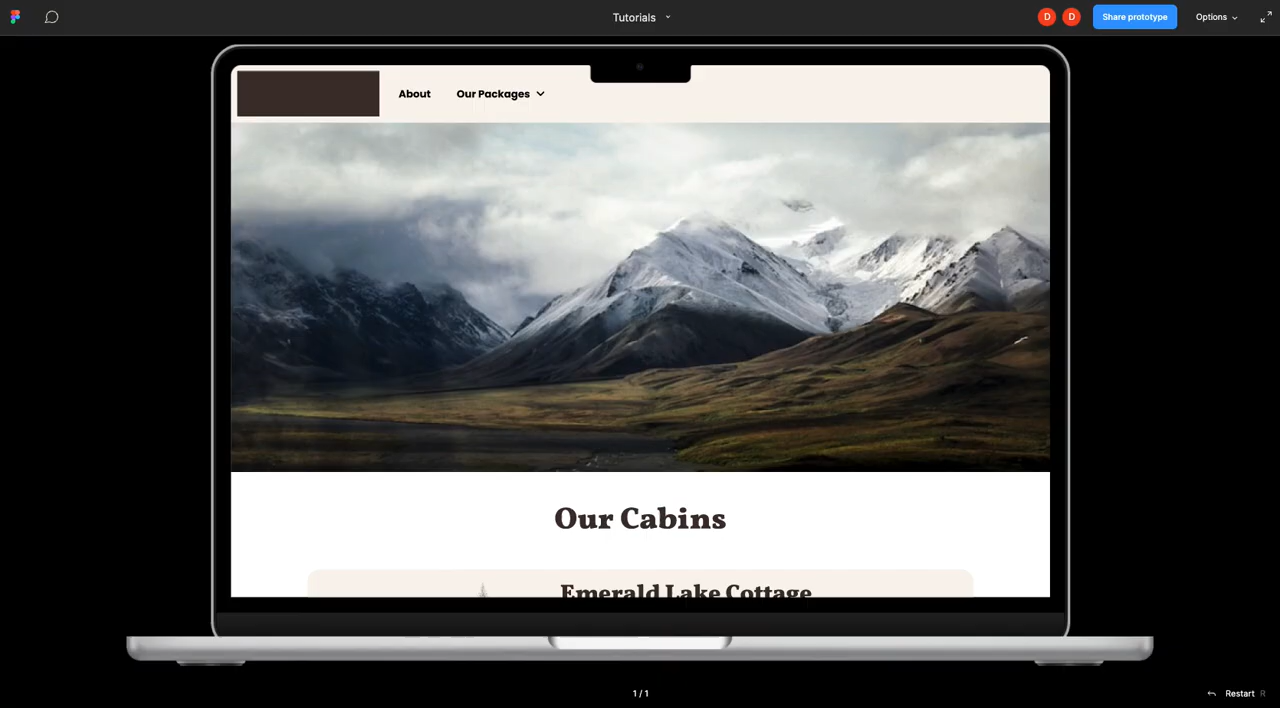 Tutorials
D D Share prototype Options
About Our Packages
Our Cabins
Emerald Lake Cottage
1 / 1
Restart R